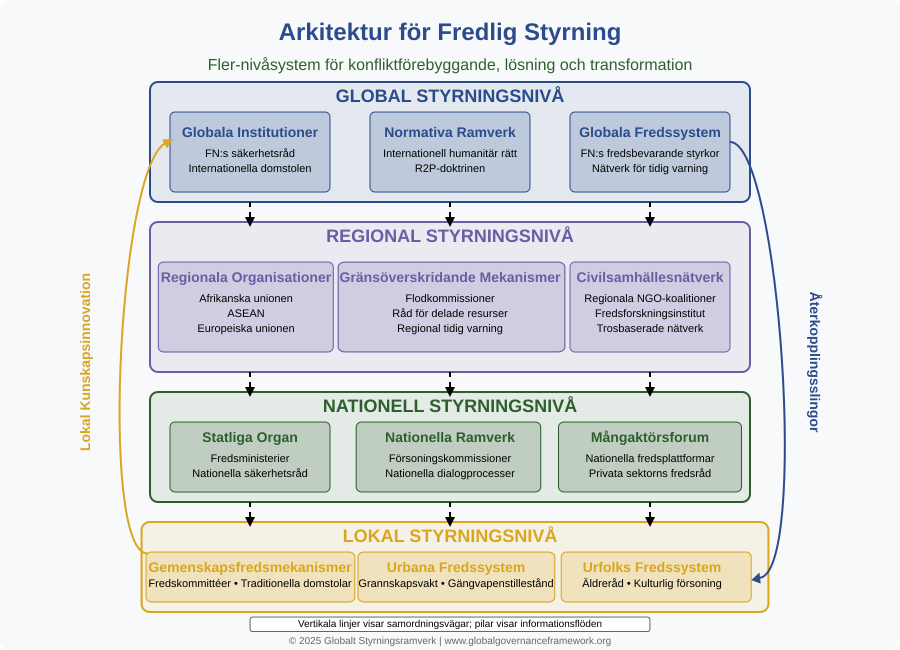 Arkitektur för Fredlig Styrning
Fler-nivåsystem för konfliktförebyggande, lösning och transformation
GLOBAL STYRNINGSNIVÅ
Globala Institutioner
FN:s säkerhetsråd
Internationella domstolen
Normativa Ramverk
Internationell humanitär rätt
R2P-doktrinen
Globala Fredssystem
FN:s fredsbevarande styrkor
Nätverk för tidig varning
REGIONAL STYRNINGSNIVÅ
Regionala Organisationer
Afrikanska unionen
ASEAN
Europeiska unionen
Gränsöverskridande Mekanismer
Flodkommissioner
Råd för delade resurser
Regional tidig varning
Civilsamhällesnätverk
Regionala NGO-koalitioner
Fredsforskningsinstitut
Trosbaserade nätverk
NATIONELL STYRNINGSNIVÅ
Statliga Organ
Fredsministerier
Nationella säkerhetsråd
Nationella Ramverk
Försoningskommissioner
Nationella dialogprocesser
Mångaktörsforum
Nationella fredsplattformar
Privata sektorns fredsråd
LOKAL STYRNINGSNIVÅ
Gemenskapsfredsmekanismer
Fredskommittéer • Traditionella domstolar
Urbana Fredssystem
Grannskapsvakt • Gängvapenstillestånd
Urfolks Fredssystem
Äldreråd • Kulturlig försoning
Lokal Kunskapsinnovation
Återkopplingsslingor
Vertikala linjer visar samordningsvägar; pilar visar informationsflöden
© 2025 Globalt Styrningsramverk | www.globalgovernanceframework.org